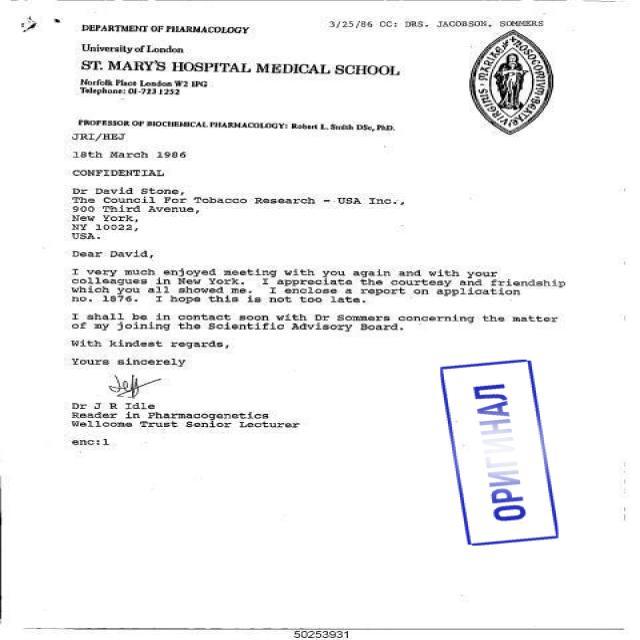 3/25/86 CC: DRS. JACOBSON, SOMMERS
DEPARTMENT OF PHARMACOLOGY
University of London
ST. MARY'S HOSPITAL MEDICAL SCHOOL
Norfolk Place London W2 1PG
Telephone: 01-723 1252
PROFESSOR OF BIOCHEMICAL PHARMACOLOGY: Robert L. Smith DSc, PhD.
JRI/HEJ
18th March 1986
CONFIDENTIAL
Dr David Stone,
The Council For Tobacco Research - USA Inc.,
900 Third Avenue,
New York,
NY 10022,
USA.
Dear David,
I very much enjoyed meeting with you again and with your
colleagues in New York. I appreciate the courtesy and friendship
which you all showed me. I enclose a report on application
no. 1876. I hope this is not too late.
I shall be in contact soon with Dr Sommers concerning the matter
of my joining the Scientific Advisory Board.
With kindest regards,
Yours sincerely
Jeff
Dr J R Idle
Reader in Pharmacogenetics
Wellcome Trust Senior Lecturer
enc:1
ОРИГИНАЛ
50253931